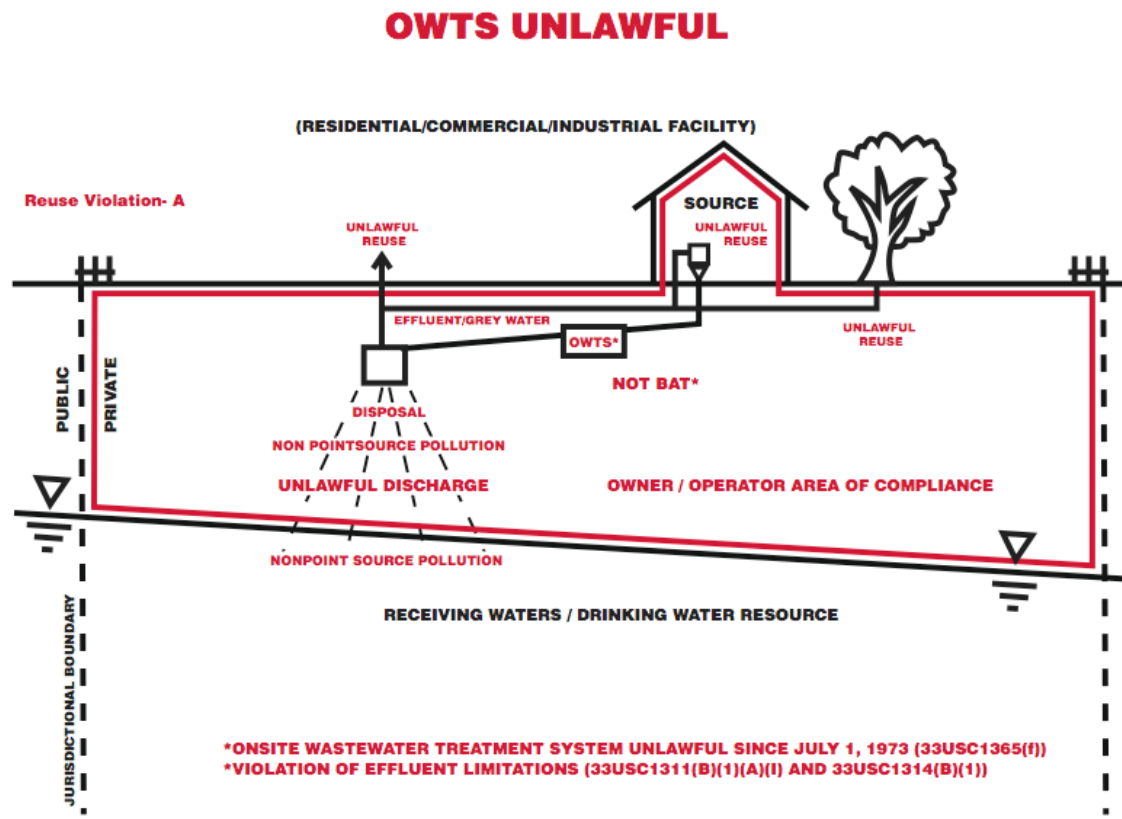 OWTS UNLAWFUL
(RESIDENTIAL/COMMERCIAL/INDUSTRIAL FACILITY)
Reuse Violation- A
SOURCE
UNLAWFUL
REUSE
UNLAWFUL
REUSE
EFFLUENT/GREY WATER
OWTS*
UNLAWFUL
REUSE
NOT BAT*
PUBLIC
PRIVATE
DISPOSAL
NON POINTSOURCE POLLUTION
UNLAWFUL DISCHARGE
OWNER / OPERATOR AREA OF COMPLIANCE
NONPOINT SOURCE POLLUTION
RECEIVING WATERS / DRINKING WATER RESOURCE
JURISDICTIONAL BOUNDARY
*ONSITE WASTEWATER TREATMENT SYSTEM UNLAWFUL SINCE JULY 1, 1973 (33USC1365(f))
*VIOLATION OF EFFLUENT LIMITATIONS (33USC1311(B)(1)(A)(I) AND 33USC1314(B)(1))